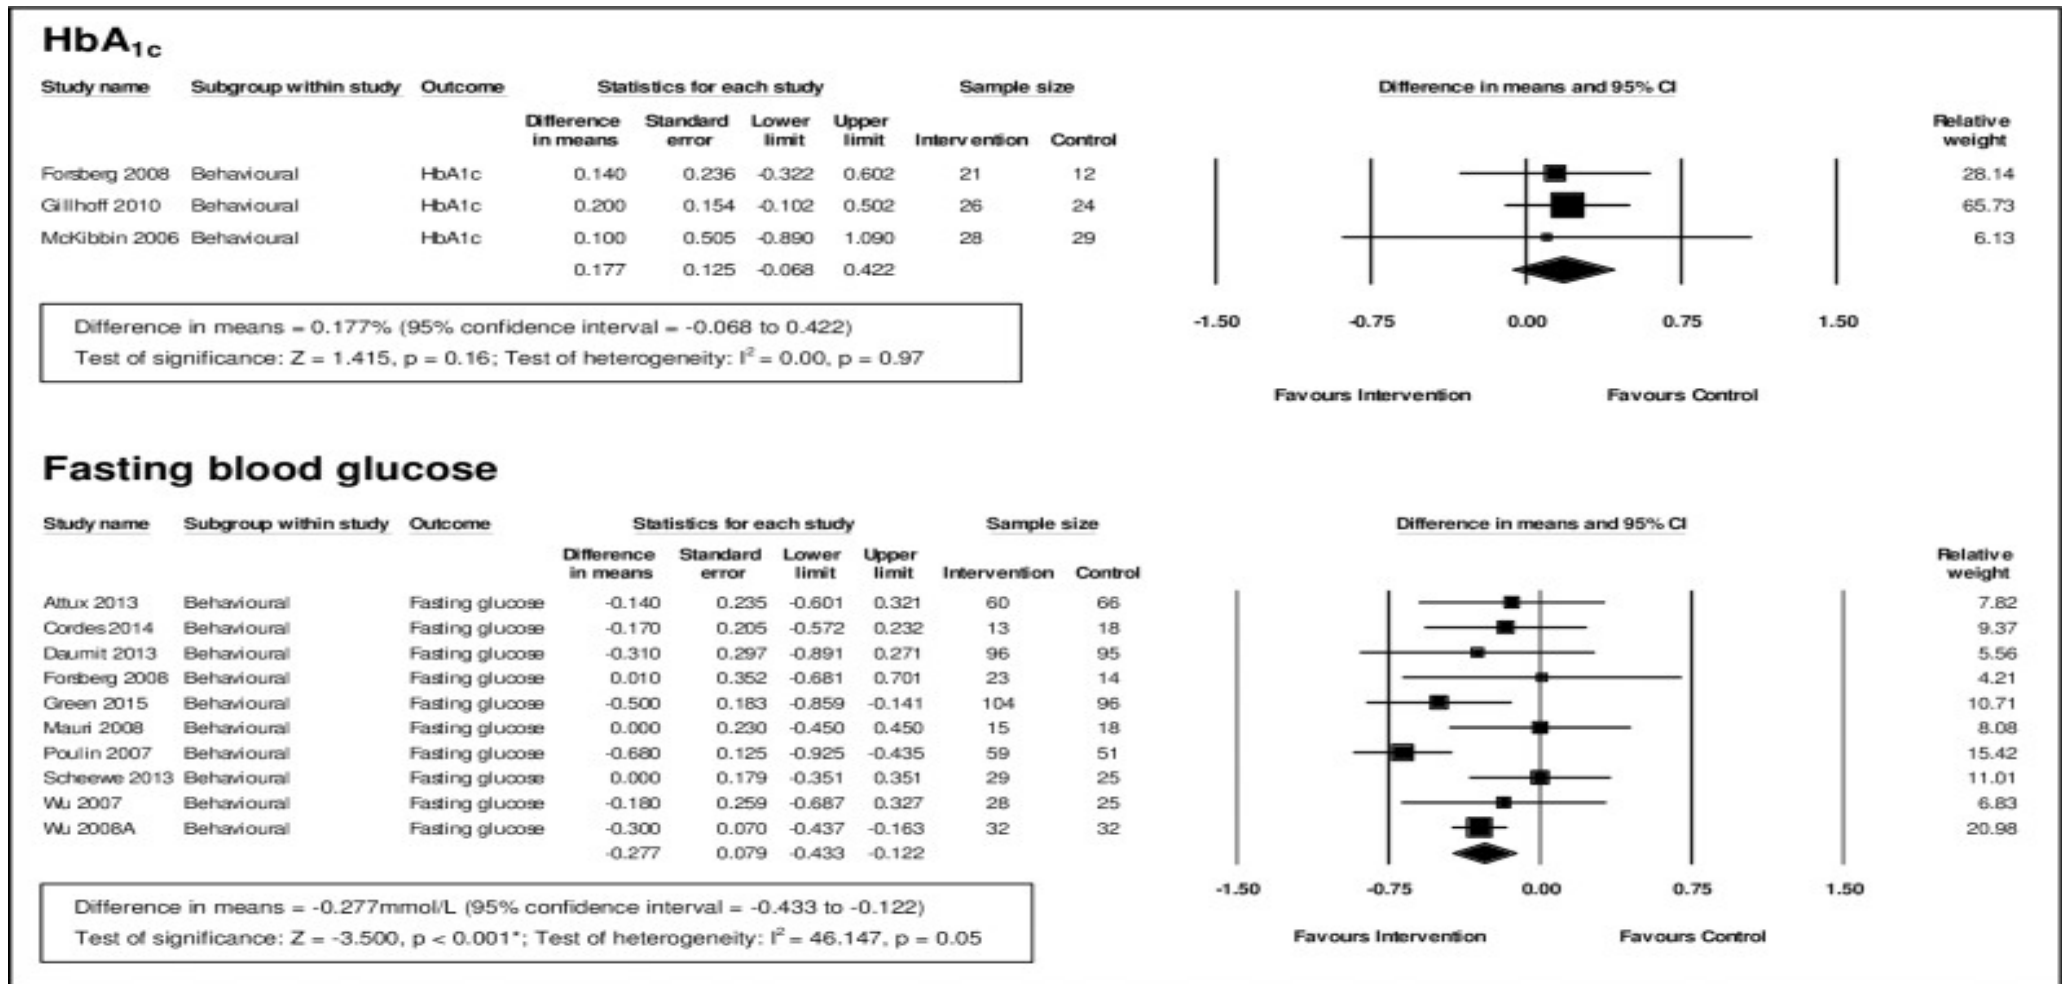 HbA1c
Study name Subgroup within study Outcome Statistics for each study Sample size Difference in means and 95% CI
Difference in means Standard error Lower limit Upper limit Intervention Control Relative weight
Forsberg 2008 Behavioural HbA1c 0.140 0.236 -0.322 0.602 21 12 28.14
Gillhoff 2010 Behavioural HbA1c 0.200 0.154 -0.102 0.502 26 24 65.73
McKibbin 2006 Behavioural HbA1c 0.100 0.505 -0.890 1.090 28 29 6.13
0.177 0.125 -0.068 0.422
-1.50 -0.75 0.00 0.75 1.50
Difference in means = 0.177% (95% confidence interval = -0.068 to 0.422)
Test of significance: Z = 1.415, p = 0.16; Test of heterogeneity: I2 = 0.00, p = 0.97
Favours Intervention Favours Control
Fasting blood glucose
Study name Subgroup within study Outcome Statistics for each study Sample size Difference in means and 95% CI
Difference in means Standard error Lower limit Upper limit Intervention Control Relative weight
Attux 2013 Behavioural Fasting glucose -0.140 0.235 -0.601 0.321 60 66 7.82
Cordes2014 Behavioural Fasting glucose -0.170 0.205 -0.572 0.232 13 18 9.37
Daumit 2013 Behavioural Fasting glucose -0.310 0.297 -0.891 0.271 96 95 5.56
Forsberg 2008 Behavioural Fasting glucose 0.010 0.352 -0.681 0.701 23 14 4.21
Green 2015 Behavioural Fasting glucose -0.500 0.183 -0.859 -0.141 104 96 10.71
Mauri 2008 Behavioural Fasting glucose 0.000 0.230 -0.450 0.450 15 18 8.08
Poulin 2007 Behavioural Fasting glucose -0.680 0.125 -0.925 -0.435 59 51 15.42
Scheewe 2013 Behavioural Fasting glucose 0.000 0.179 -0.351 0.351 29 25 11.01
Wu 2007 Behavioural Fasting glucose -0.180 0.259 -0.687 0.327 28 25 6.83
Wu 2008A Behavioural Fasting glucose -0.300 0.070 -0.437 -0.163 32 32 20.98
-0.277 0.079 -0.433 -0.122
-1.50 -0.75 0.00 0.75 1.50
Difference in means = -0.277mmol/L (95% confidence interval = -0.433 to -0.122)
Test of significance: Z = -3.500, p < 0.001*; Test of heterogeneity: I2 = 46.147, p = 0.05
Favours Intervention Favours Control